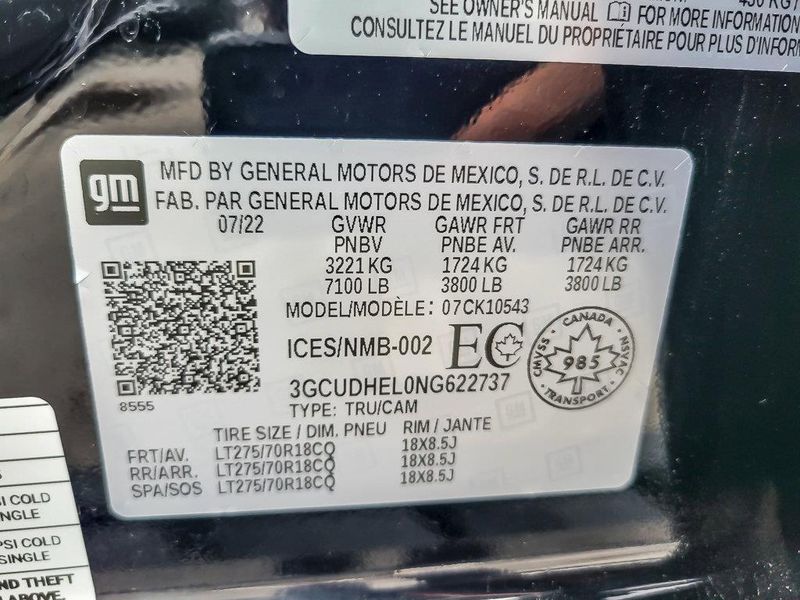 450 KG /
SEE OWNER'S MANUAL FOR MORE INFORMATION
CONSULTEZ LE MANUEL DU PROPRIÉTAIRE POUR PLUS D'INFOR
gm
MFD BY GENERAL MOTORS DE MEXICO, S. DE R.L. DE C.V.
FAB. PAR GENERAL MOTORS DE MEXICO, S. DE R.L. DE C.V.
07/22 GVWR GAWR FRT GAWR RR
PNBV PNBE AV. PNBE ARR.
3221 KG 1724 KG 1724 KG
7100 LB 3800 LB 3800 LB
MODEL/MODÈLE: 07CK10543
ICES/NMB-002 EC
CANADA
CMVSS 985 NSVAC
TRANSPORT
3GCUDHEL0NG622737
8555
TYPE: TRU/CAM
TIRE SIZE / DIM. PNEU RIM / JANTE
FRT/AV. LT275/70R18CQ 18X8.5J
RR/ARR. LT275/70R18CQ 18X8.5J
SPA/SOS LT275/70R18CQ 18X8.5J
SI COLD
NGLE
PSI COLD
SINGLE
ND THEFT
ABOVE.